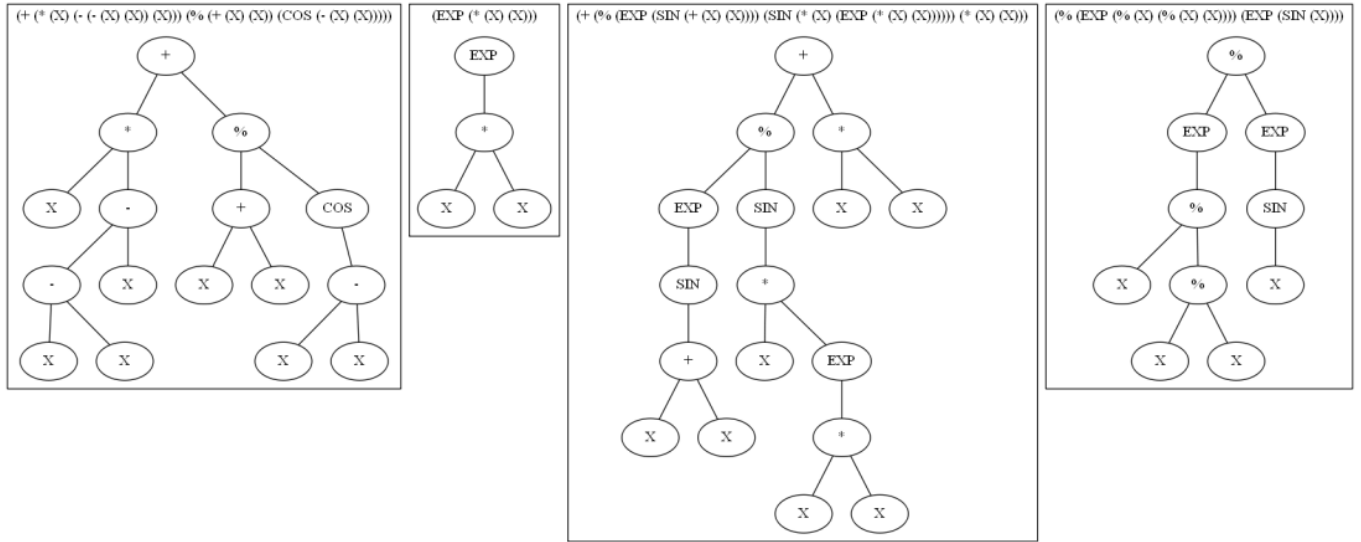 (+ (* (X) (- (- (X) (X)) (X))) (% (+ (X) (X)) (COS (- (X) (X)))))
+
* %
X - + COS
- X X X -
X X X X
(EXP (* (X) (X)))
EXP
*
X X
(+ (% (EXP (SIN (+ (X) (X)))) (SIN (* (X) (EXP (* (X) (X)))))) (* (X) (X)))
+
% *
EXP SIN X X
SIN *
+ X EXP
X X *
X X
(% (EXP (% (X) (% (X) (X)))) (EXP (SIN (X))))
%
EXP EXP
% SIN
X % X
X X